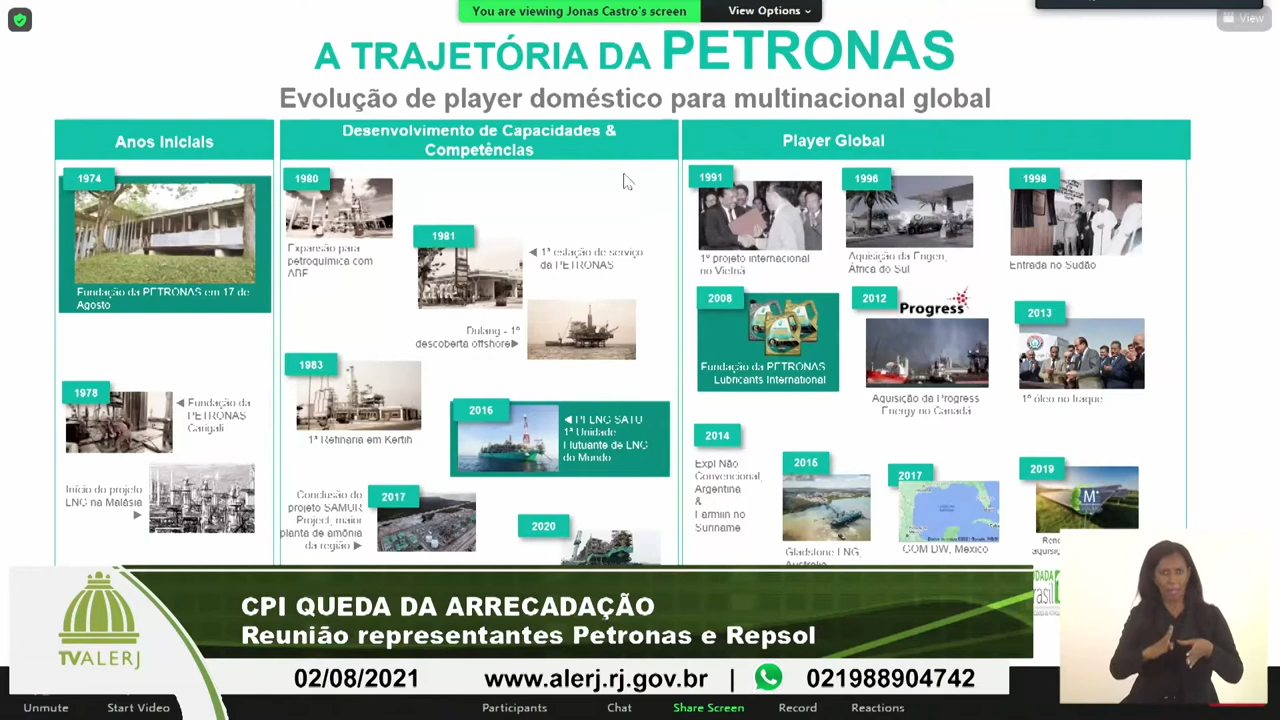 You are viewing Jonas Castro's screen
View Options
View
A TRAJETÓRIA DA PETRONAS
Evolução de player doméstico para multinacional global
Anos Iniciais
Desenvolvimento de Capacidades &
Competências
Player Global
1974
Fundação da PETRONAS em 17 de
Agosto
1978
Fundação da
PETRONAS
Carigali
Início do projeto
LNG na Malásia
1980
Expansão para
petroquímica com
1981
1ª estação de serviço
da PETRONAS
Dulang - 1ª
descoberta offshore
1983
1ª Refinaria em Kertih
2016
PFLNG SATU
1ª Unidade
Flutuante de LNG
do Mundo
Conclusão do
projeto SAMUR
Project, maior
planta de amônia
da região
2017
2020
1991
1º projeto internacional
no Vietnã
1996
Aquisição da Engen,
África do Sul
1998
Entrada no Sudão
2008
Fundação da PETRONAS
Lubricants International
2012
Progress
Aquisição da Progress
Energy no Canadá
2013
1º óleo no Iraque
2014
Expl Não
Convencional,
Argentina
&
Farmin no
Suriname
2015
Gladstone LNG,
Austrália
2017
GOM DW, Mexico
2019
M+
TVALERJ
CPI QUEDA DA ARRECADAÇÃO
Reunião representantes Petronas e Repsol
02/08/2021 www.alerj.rj.gov.br | 021988904742
Unmute
Start Video
Participants
Chat
Share Screen
Record
Reactions